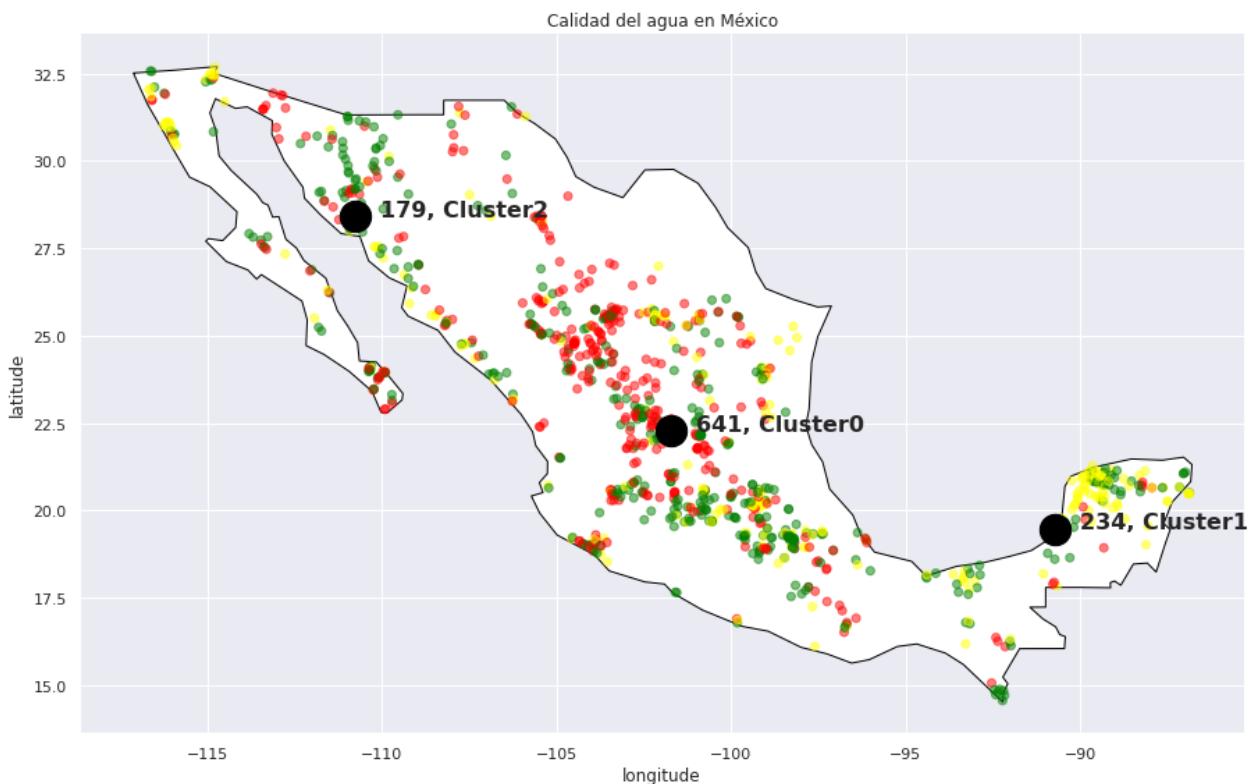 Calidad del agua en México
32.5
30.0
27.5
25.0
22.5
20.0
17.5
15.0
latitude
179, Cluster2
641, Cluster0
234, Cluster1
−115
−110
−105
−100
−95
−90
longitude